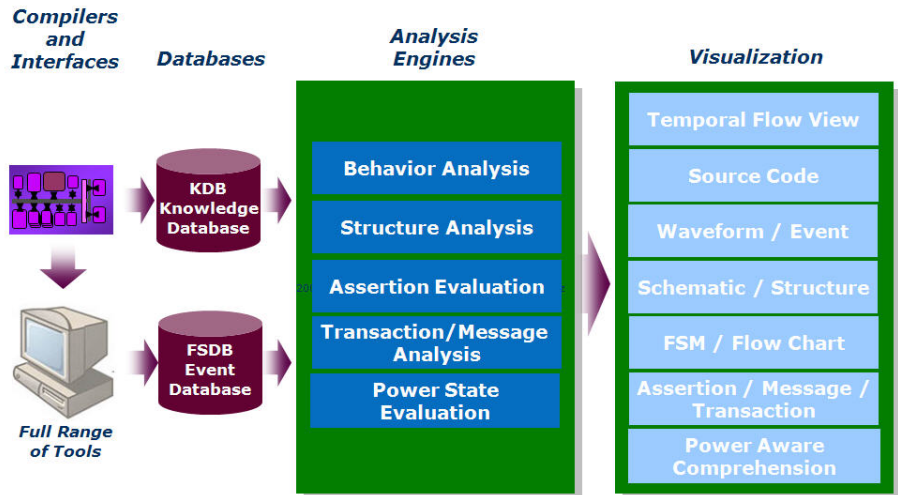 Compilers
and
Interfaces
Databases
Analysis
Engines
Visualization
KDB
Knowledge
Database
FSDB
Event
Database
Full Range
of Tools
Behavior Analysis
Structure Analysis
Assertion Evaluation
Transaction/Message
Analysis
Power State
Evaluation
Temporal Flow View
Source Code
Waveform / Event
Schematic / Structure
FSM / Flow Chart
Assertion / Message /
Transaction
Power Aware
Comprehension